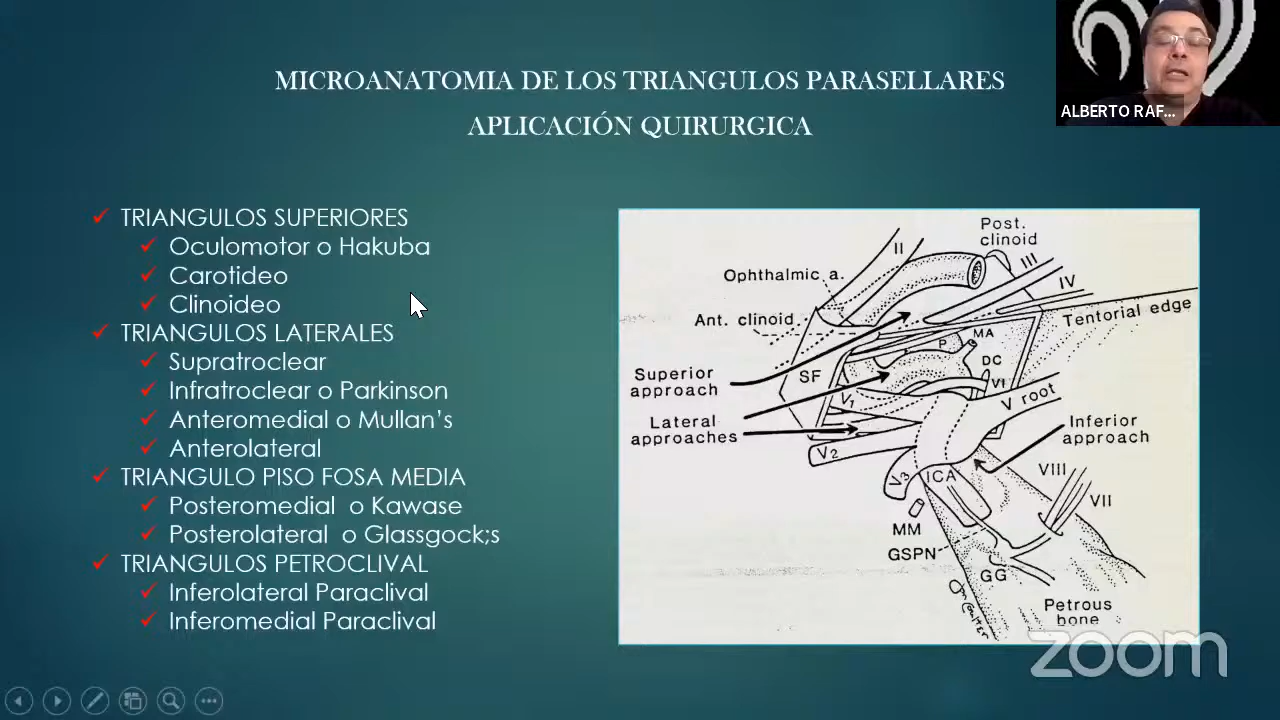 MICROANATOMIA DE LOS TRIANGULOS PARASELLARES
APLICACIÓN QUIRURGICA
ALBERTO RAF...
TRIANGULOS SUPERIORES
Oculomotor o Hakuba
Carotideo
Clinoideo
TRIANGULOS LATERALES
Supratroclear
Infratroclear o Parkinson
Anteromedial o Mullan's
Anterolateral
TRIANGULO PISO FOSA MEDIA
Posteromedial o Kawase
Posterolateral o Glassgock;s
TRIANGULOS PETROCLIVAL
Inferolateral Paraclival
Inferomedial Paraclival
Post.
clinoid
II
III
Ophthalmic a.
IV
Ant. clinoid
Tentorial edge
MA
P
DC
Superior
approach
SF
VI
V1
V root
Lateral
approaches
Inferior
approach
V2
V3
ICA
VIII
VII
MM
GSPN
GG
Petrous
bone
zoom